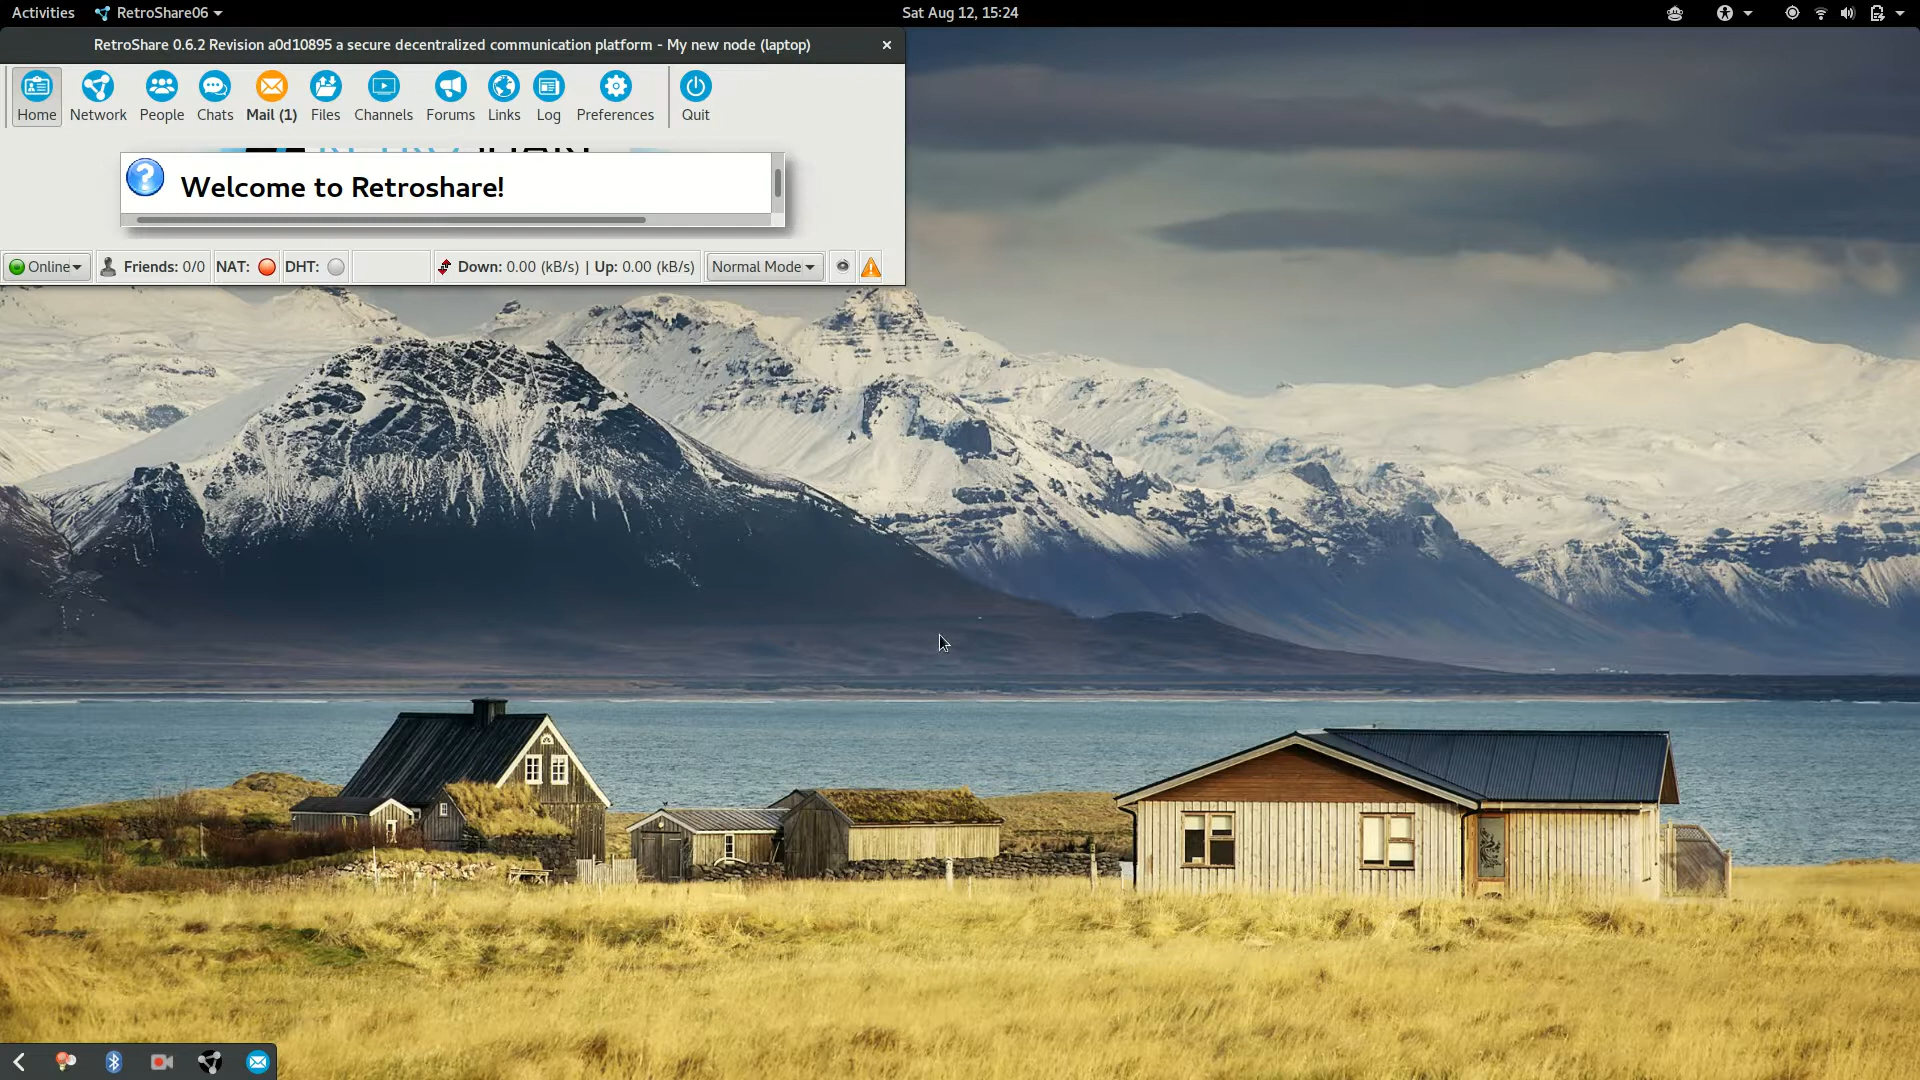 Activities RetroShare06 Sat Aug 12, 15:24
RetroShare 0.6.2 Revision a0d10895 a secure decentralized communication platform - My new node (laptop)
Home Network People Chats Mail (1) Files Channels Forums Links Log Preferences Quit
Welcome to Retroshare!
Online Friends: 0/0 NAT: DHT: Down: 0.00 (kB/s) | Up: 0.00 (kB/s) Normal Mode